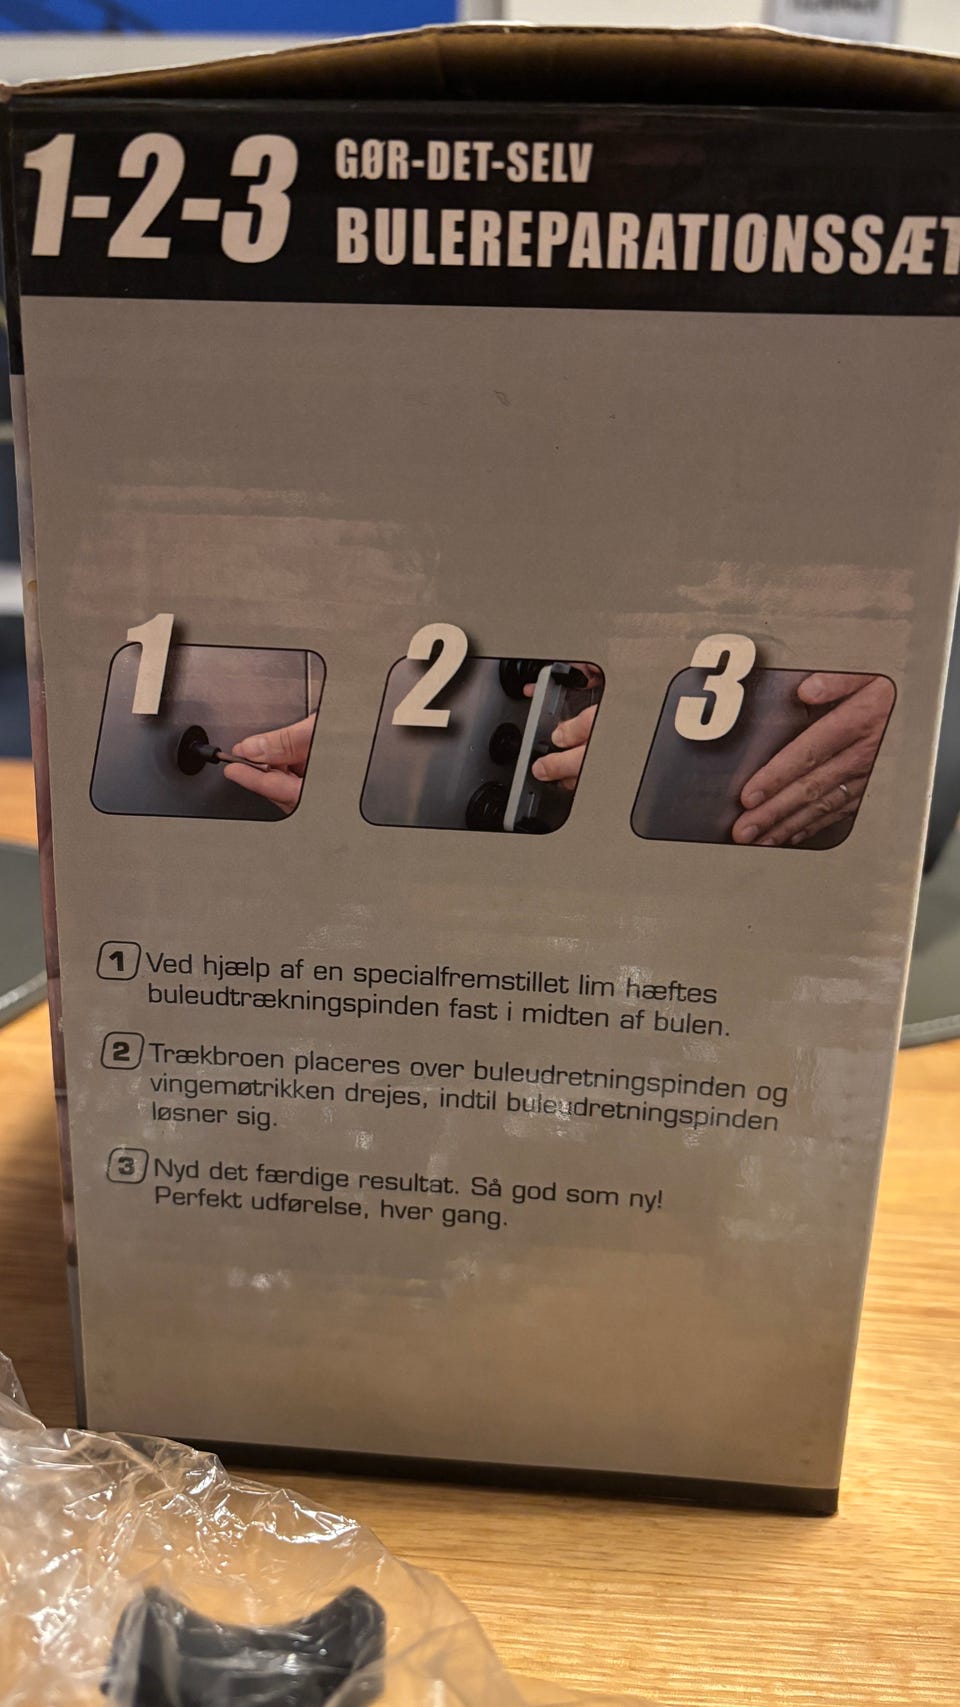 1-2-3
GØR-DET-SELV
BULEREPARATIONSSÆT
1
2
3
1 Ved hjælp af en specialfremstillet lim hæftes
buleudtrækningspinden fast i midten af bulen.
2 Trækbroen placeres over buleudretningspinden og
vingemøtrikken drejes, indtil buleudretningspinden
løsner sig.
3 Nyd det færdige resultat. Så god som ny!
Perfekt udførelse, hver gang.